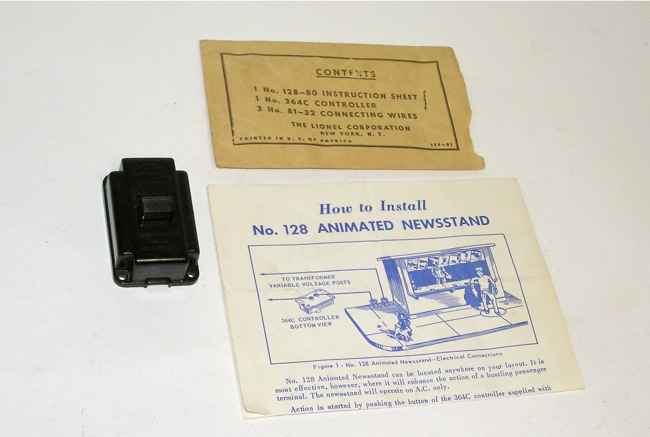 CONTENTS
1 No. 128-80 INSTRUCTION SHEET
1 No. 364C CONTROLLER
3 No. 81-32 CONNECTING WIRES
THE LIONEL CORPORATION
NEW YORK, N. Y.
PRINTED IN U. S. OF AMERICA
128-81
How to Install
No. 128 ANIMATED NEWSSTAND
TO TRANSFORMER
VARIABLE VOLTAGE POSTS
364C CONTROLLER
BOTTOM VIEW
Figure 1 - No. 128 Animated Newsstand—Electrical Connections
No. 128 Animated Newsstand can be located anywhere on your layout. It is
most effective, however, where it will enhance the action of a bustling passenger
terminal. The newsstand will operate on A.C. only.
Action is started by pushing the button of the 364C controller supplied with